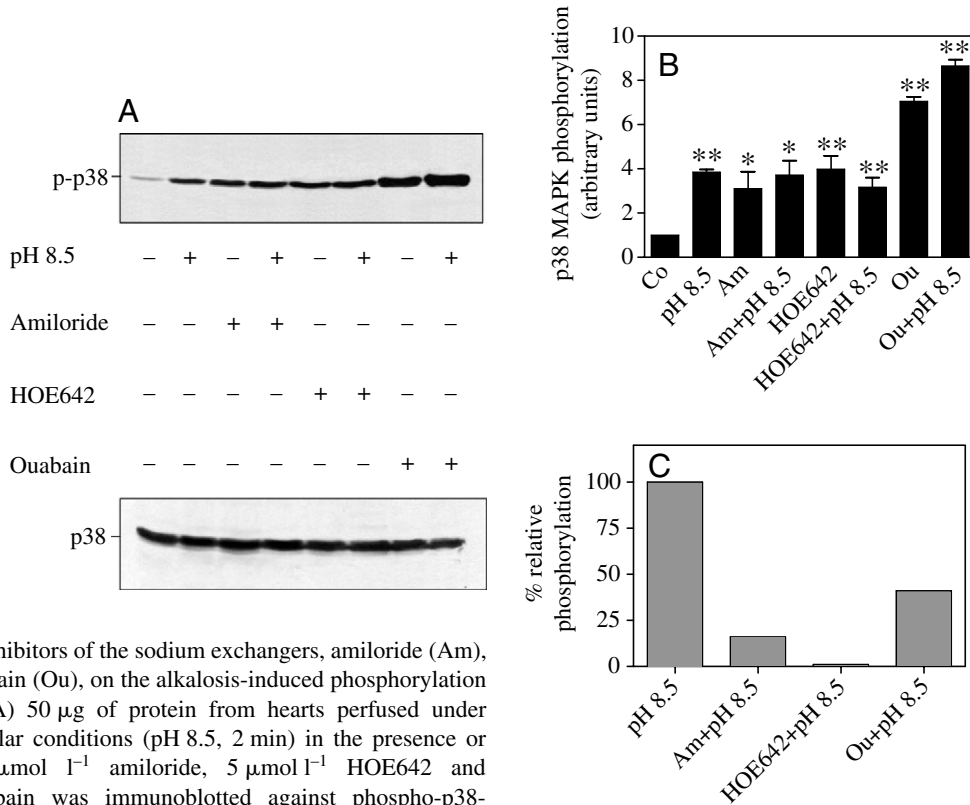 A
p-p38
pH 8.5 – + – + – + – +
Amiloride – – + + – – – –
HOE642 – – – – + + – –
Ouabain – – – – – – + +
p38
hibitors of the sodium exchangers, amiloride (Am),
ain (Ou), on the alkalosis-induced phosphorylation
A) 50 μg of protein from hearts perfused under
lar conditions (pH 8.5, 2 min) in the presence or
μmol l⁻¹ amiloride, 5 μmol l⁻¹ HOE642 and
bain was immunoblotted against phospho-p38-
B
p38 MAPK phosphorylation
(arbitrary units)
10
8
6
4
2
0
** * * ** ** ** **
Co pH 8.5 Am Am+pH 8.5 HOE642 HOE642+pH 8.5 Ou Ou+pH 8.5
C
% relative
phosphorylation
100
75
50
25
0
pH 8.5 Am+pH 8.5 HOE642+pH 8.5 Ou+pH 8.5